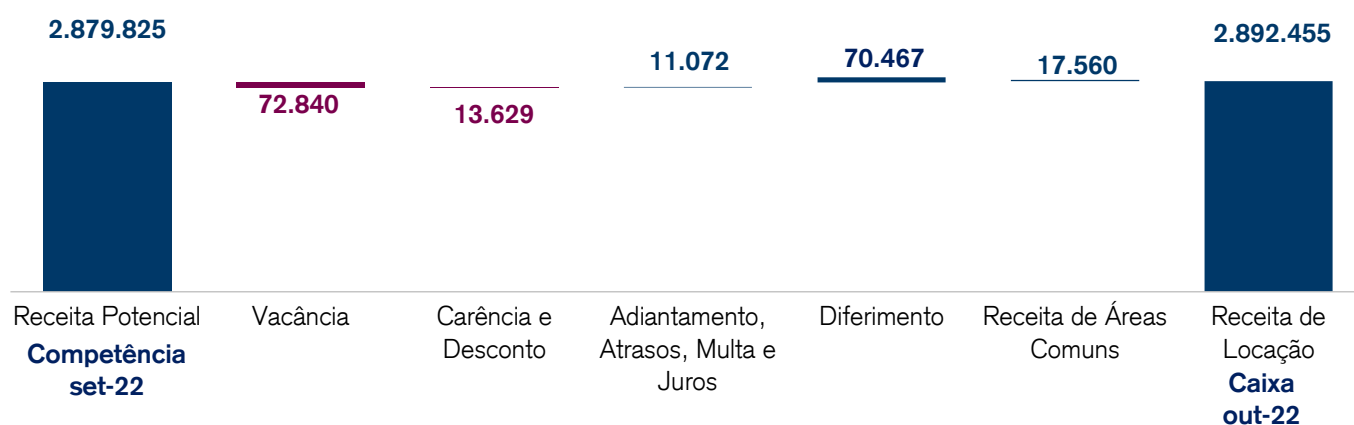 2.879.825
72.840
13.629
11.072
70.467
17.560
2.892.455
Receita Potencial
Competência
set-22
Vacância
Carência e
Desconto
Adiantamento,
Atrasos, Multa e
Juros
Diferimento
Receita de Áreas
Comuns
Receita de
Locação
Caixa
out-22